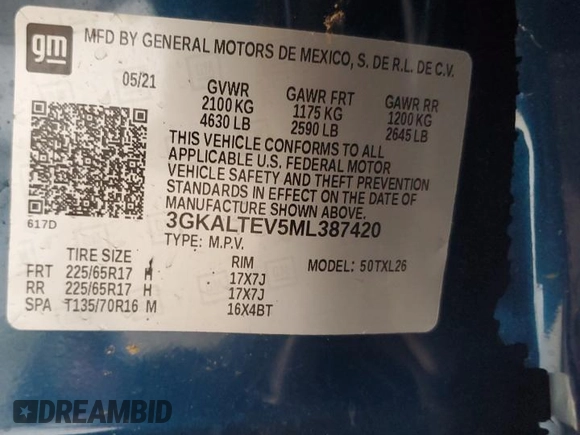 gm
MFD BY GENERAL MOTORS DE MEXICO, S. DE R.L. DE C.V.
05/21 GVWR GAWR FRT GAWR RR
2100 KG 1175 KG 1200 KG
4630 LB 2590 LB 2645 LB
THIS VEHICLE CONFORMS TO ALL
APPLICABLE U.S. FEDERAL MOTOR
VEHICLE SAFETY AND THEFT PREVENTION
STANDARDS IN EFFECT ON THE DATE OF
MANUFACTURE SHOWN ABOVE.
617D
3GKALTEV5ML387420
TYPE: M.P.V.
TIRE SIZE RIM MODEL: 50TXL26
FRT 225/65R17 H 17X7J
RR 225/65R17 H 17X7J
SPA T135/70R16 M 16X4BT
DREAMBID